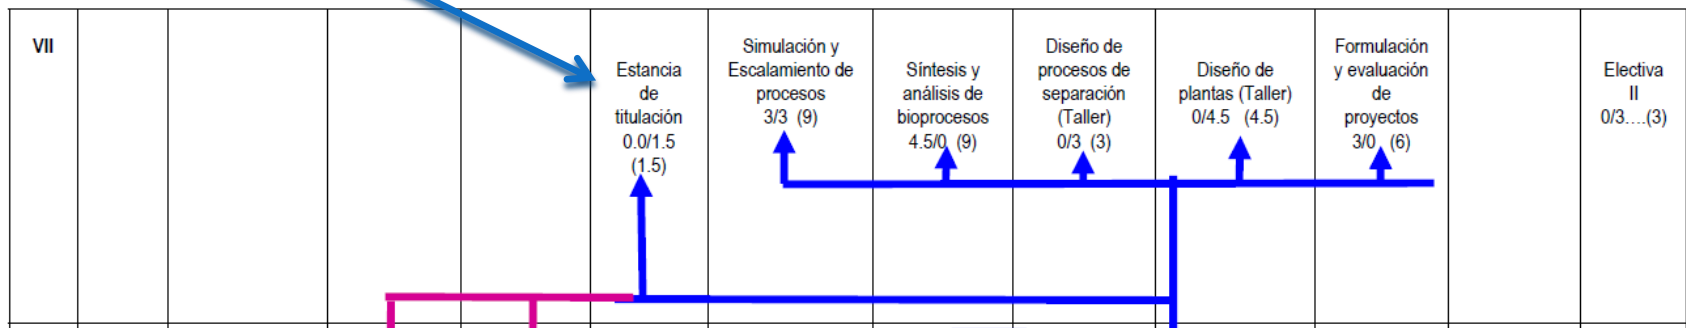 VII
Estancia
de
titulación
0.0/1.5
(1.5)
Simulación y
Escalamiento de
procesos
3/3 (9)
Síntesis y
análisis de
bioprocesos
4.5/0 (9)
Diseño de
procesos de
separación
(Taller)
0/3 (3)
Diseño de
plantas (Taller)
0/4.5 (4.5)
Formulación
y evaluación
de
proyectos
3/0 (6)
Electiva
II
0/3….(3)